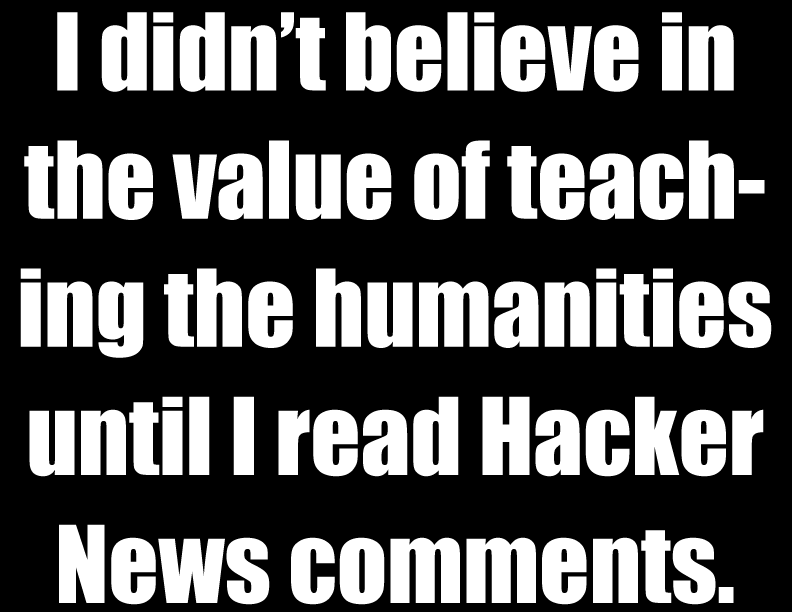 I didn’t believe in
the value of teach-
ing the humanities
until I read Hacker
News comments.